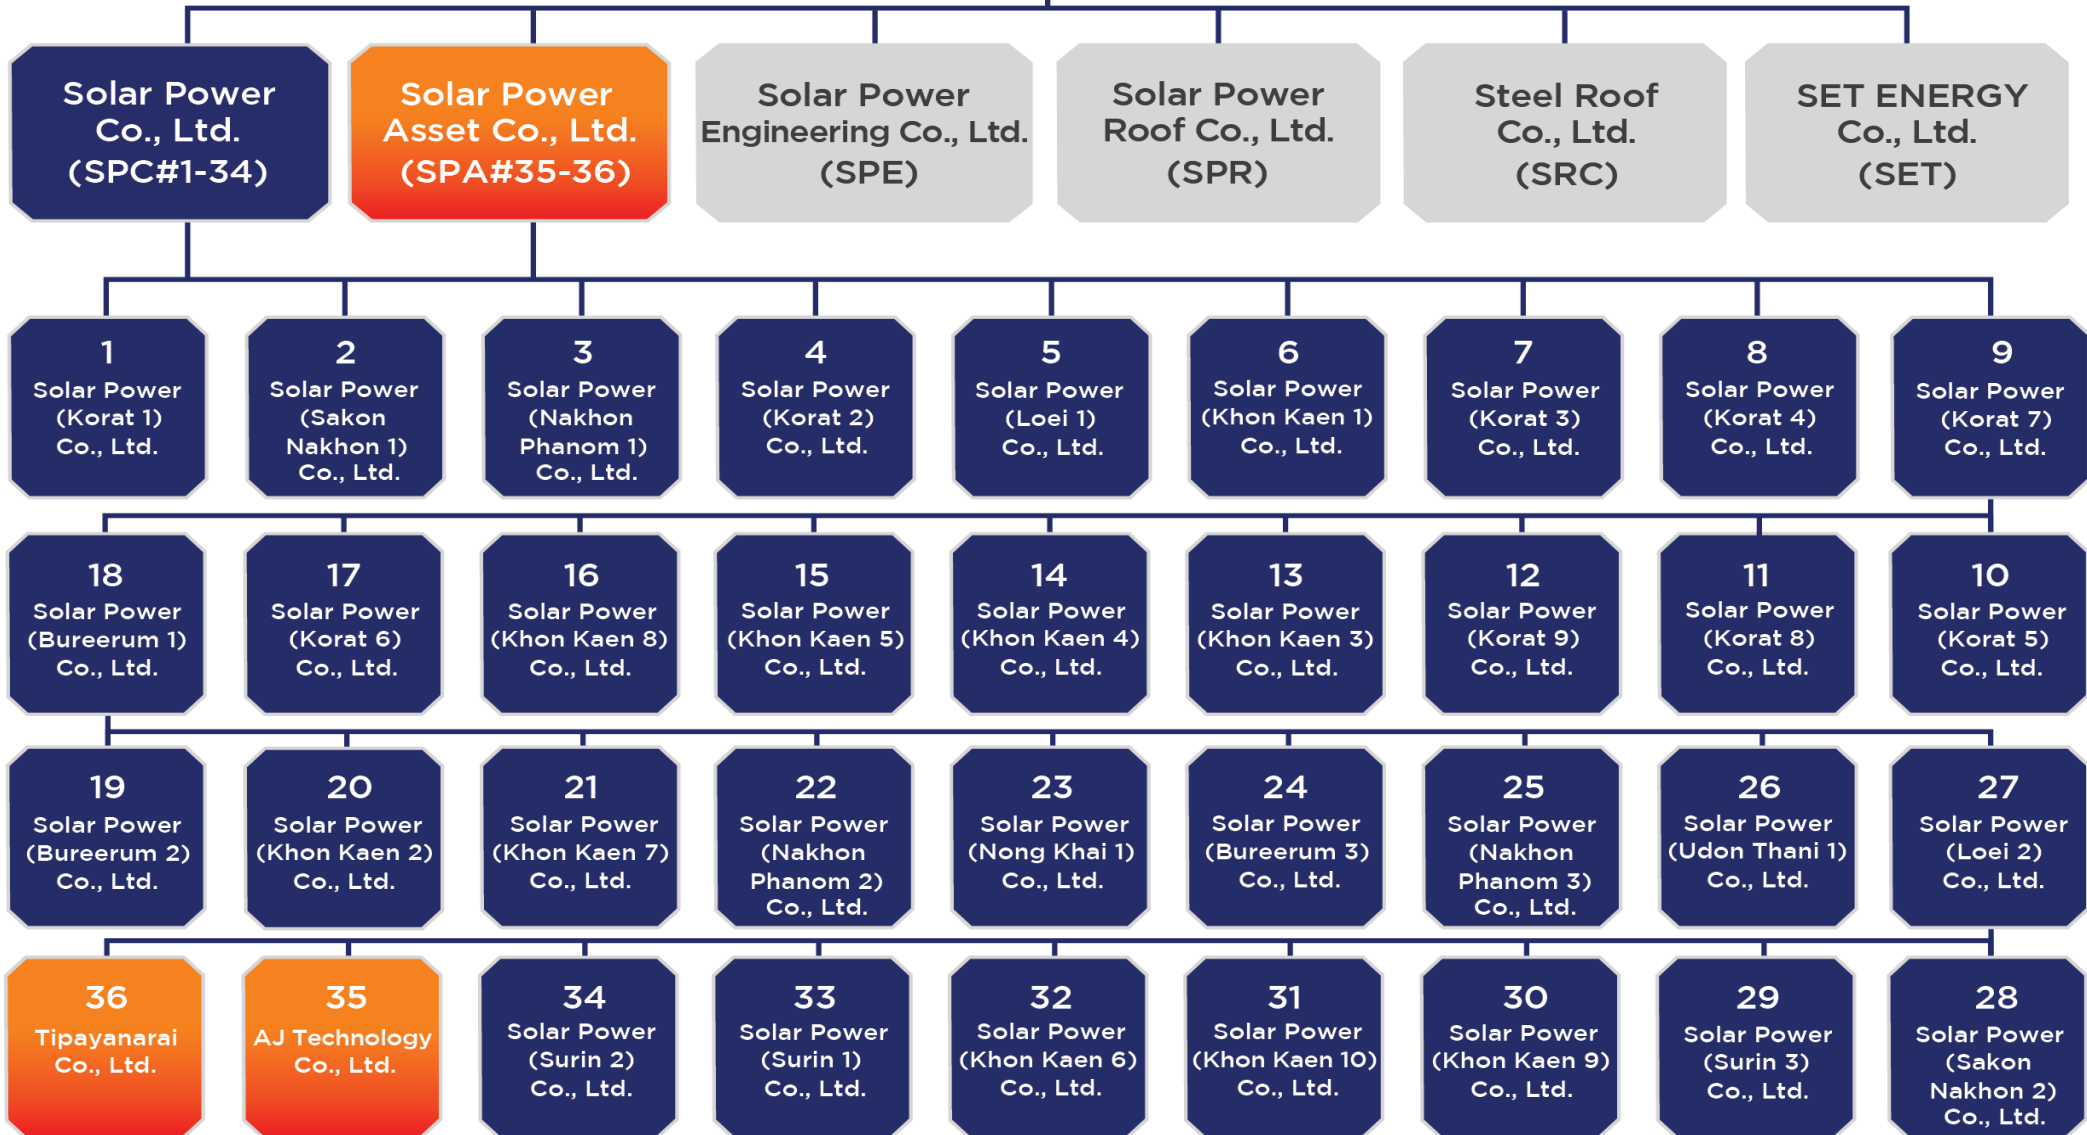 Solar Power
Co., Ltd.
(SPC#1-34)
Solar Power
Asset Co., Ltd.
(SPA#35-36)
Solar Power
Engineering Co., Ltd.
(SPE)
Solar Power
Roof Co., Ltd.
(SPR)
Steel Roof
Co., Ltd.
(SRC)
SET ENERGY
Co., Ltd.
(SET)
1
Solar Power
(Korat 1)
Co., Ltd.
2
Solar Power
(Sakon
Nakhon 1)
Co., Ltd.
3
Solar Power
(Nakhon
Phanom 1)
Co., Ltd.
4
Solar Power
(Korat 2)
Co., Ltd.
5
Solar Power
(Loei 1)
Co., Ltd.
6
Solar Power
(Khon Kaen 1)
Co., Ltd.
7
Solar Power
(Korat 3)
Co., Ltd.
8
Solar Power
(Korat 4)
Co., Ltd.
9
Solar Power
(Korat 7)
Co., Ltd.
18
Solar Power
(Bureerum 1)
Co., Ltd.
17
Solar Power
(Korat 6)
Co., Ltd.
16
Solar Power
(Khon Kaen 8)
Co., Ltd.
15
Solar Power
(Khon Kaen 5)
Co., Ltd.
14
Solar Power
(Khon Kaen 4)
Co., Ltd.
13
Solar Power
(Khon Kaen 3)
Co., Ltd.
12
Solar Power
(Korat 9)
Co., Ltd.
11
Solar Power
(Korat 8)
Co., Ltd.
10
Solar Power
(Korat 5)
Co., Ltd.
19
Solar Power
(Bureerum 2)
Co., Ltd.
20
Solar Power
(Khon Kaen 2)
Co., Ltd.
21
Solar Power
(Khon Kaen 7)
Co., Ltd.
22
Solar Power
(Nakhon
Phanom 2)
Co., Ltd.
23
Solar Power
(Nong Khai 1)
Co., Ltd.
24
Solar Power
(Bureerum 3)
Co., Ltd.
25
Solar Power
(Nakhon
Phanom 3)
Co., Ltd.
26
Solar Power
(Udon Thani 1)
Co., Ltd.
27
Solar Power
(Loei 2)
Co., Ltd.
36
Tipayanarai
Co., Ltd.
35
AJ Technology
Co., Ltd.
34
Solar Power
(Surin 2)
Co., Ltd.
33
Solar Power
(Surin 1)
Co., Ltd.
32
Solar Power
(Khon Kaen 6)
Co., Ltd.
31
Solar Power
(Khon Kaen 10)
Co., Ltd.
30
Solar Power
(Khon Kaen 9)
Co., Ltd.
29
Solar Power
(Surin 3)
Co., Ltd.
28
Solar Power
(Sakon
Nakhon 2)
Co., Ltd.